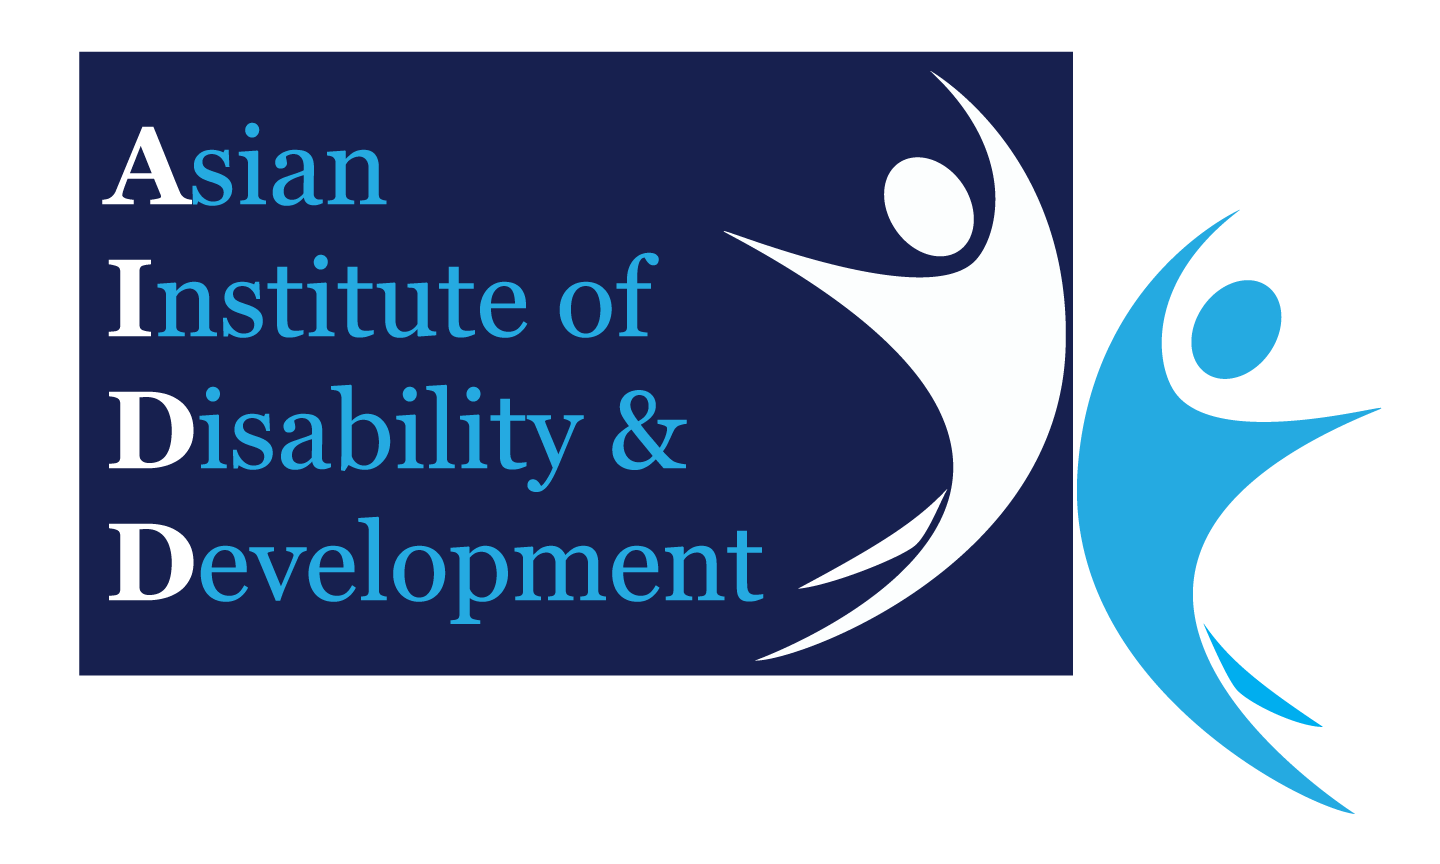 Asian
Institute of
Disability &
Development